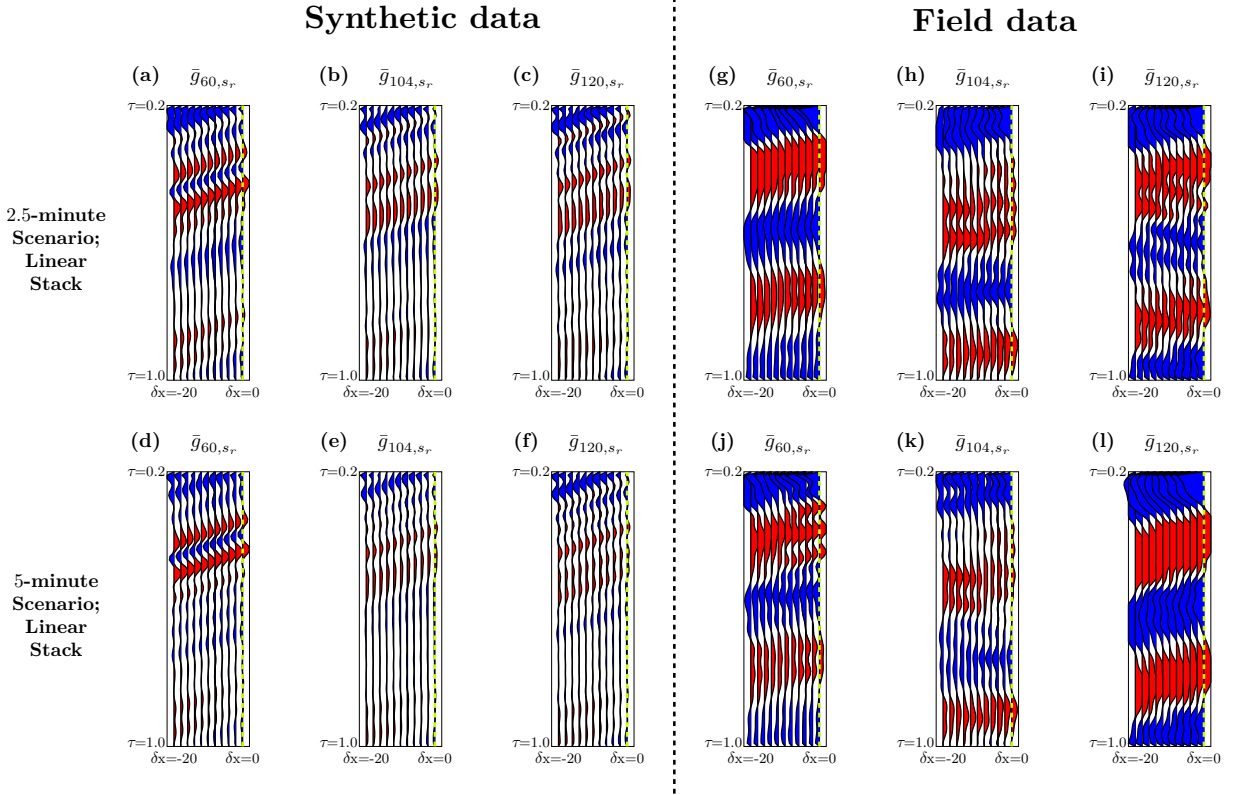 Synthetic data
Field data
(a) ḡ60,sr
(b) ḡ104,sr
(c) ḡ120,sr
(g) ḡ60,sr
(h) ḡ104,sr
(i) ḡ120,sr
τ=0.2
τ=0.2
τ=0.2
τ=0.2
τ=0.2
τ=0.2
2.5-minute
Scenario;
Linear
Stack
τ=1.0
τ=1.0
τ=1.0
τ=1.0
τ=1.0
τ=1.0
δx=-20 δx=0
δx=-20 δx=0
δx=-20 δx=0
δx=-20 δx=0
δx=-20 δx=0
δx=-20 δx=0
(d) ḡ60,sr
(e) ḡ104,sr
(f) ḡ120,sr
(j) ḡ60,sr
(k) ḡ104,sr
(l) ḡ120,sr
τ=0.2
τ=0.2
τ=0.2
τ=0.2
τ=0.2
τ=0.2
5-minute
Scenario;
Linear
Stack
τ=1.0
τ=1.0
τ=1.0
τ=1.0
τ=1.0
τ=1.0
δx=-20 δx=0
δx=-20 δx=0
δx=-20 δx=0
δx=-20 δx=0
δx=-20 δx=0
δx=-20 δx=0